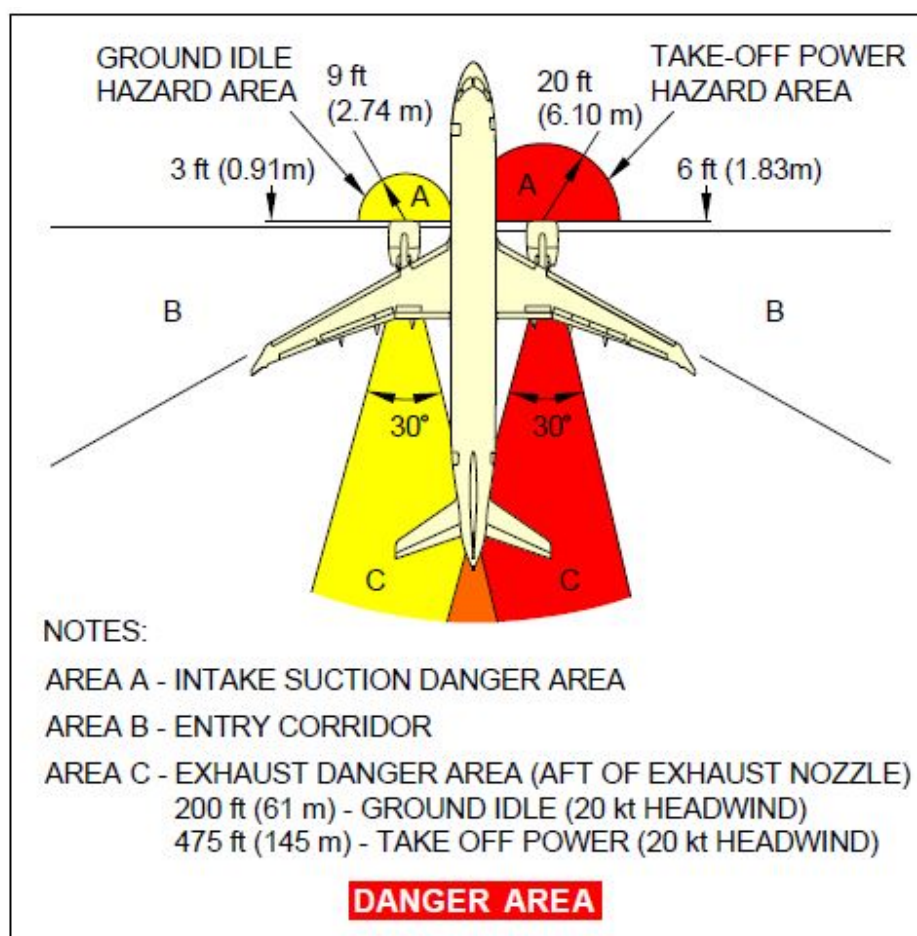 GROUND IDLE
HAZARD AREA
9 ft
(2.74 m)
20 ft
(6.10 m)
TAKE-OFF POWER
HAZARD AREA
3 ft (0.91m)
A
A
6 ft (1.83m)
B
B
30°
30°
C
C
NOTES:
AREA A - INTAKE SUCTION DANGER AREA
AREA B - ENTRY CORRIDOR
AREA C - EXHAUST DANGER AREA (AFT OF EXHAUST NOZZLE)
200 ft (61 m) - GROUND IDLE (20 kt HEADWIND)
475 ft (145 m) - TAKE OFF POWER (20 kt HEADWIND)
DANGER AREA